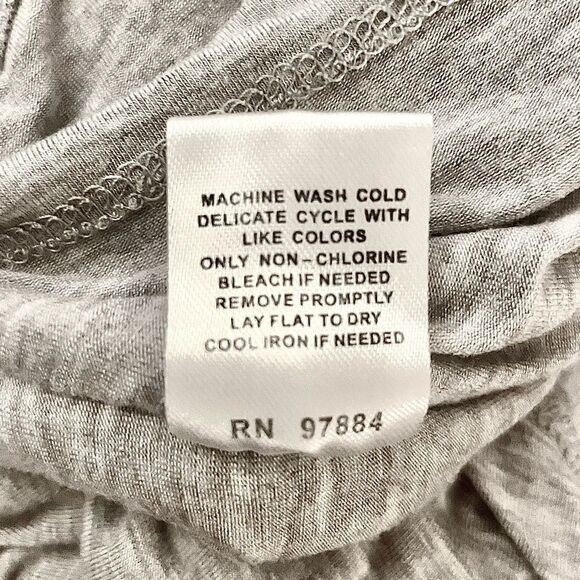 MACHINE WASH COLD
DELICATE CYCLE WITH
LIKE COLORS
ONLY NON-CHLORINE
BLEACH IF NEEDED
REMOVE PROMPTLY
LAY FLAT TO DRY
COOL IRON IF NEEDED
RN 97884